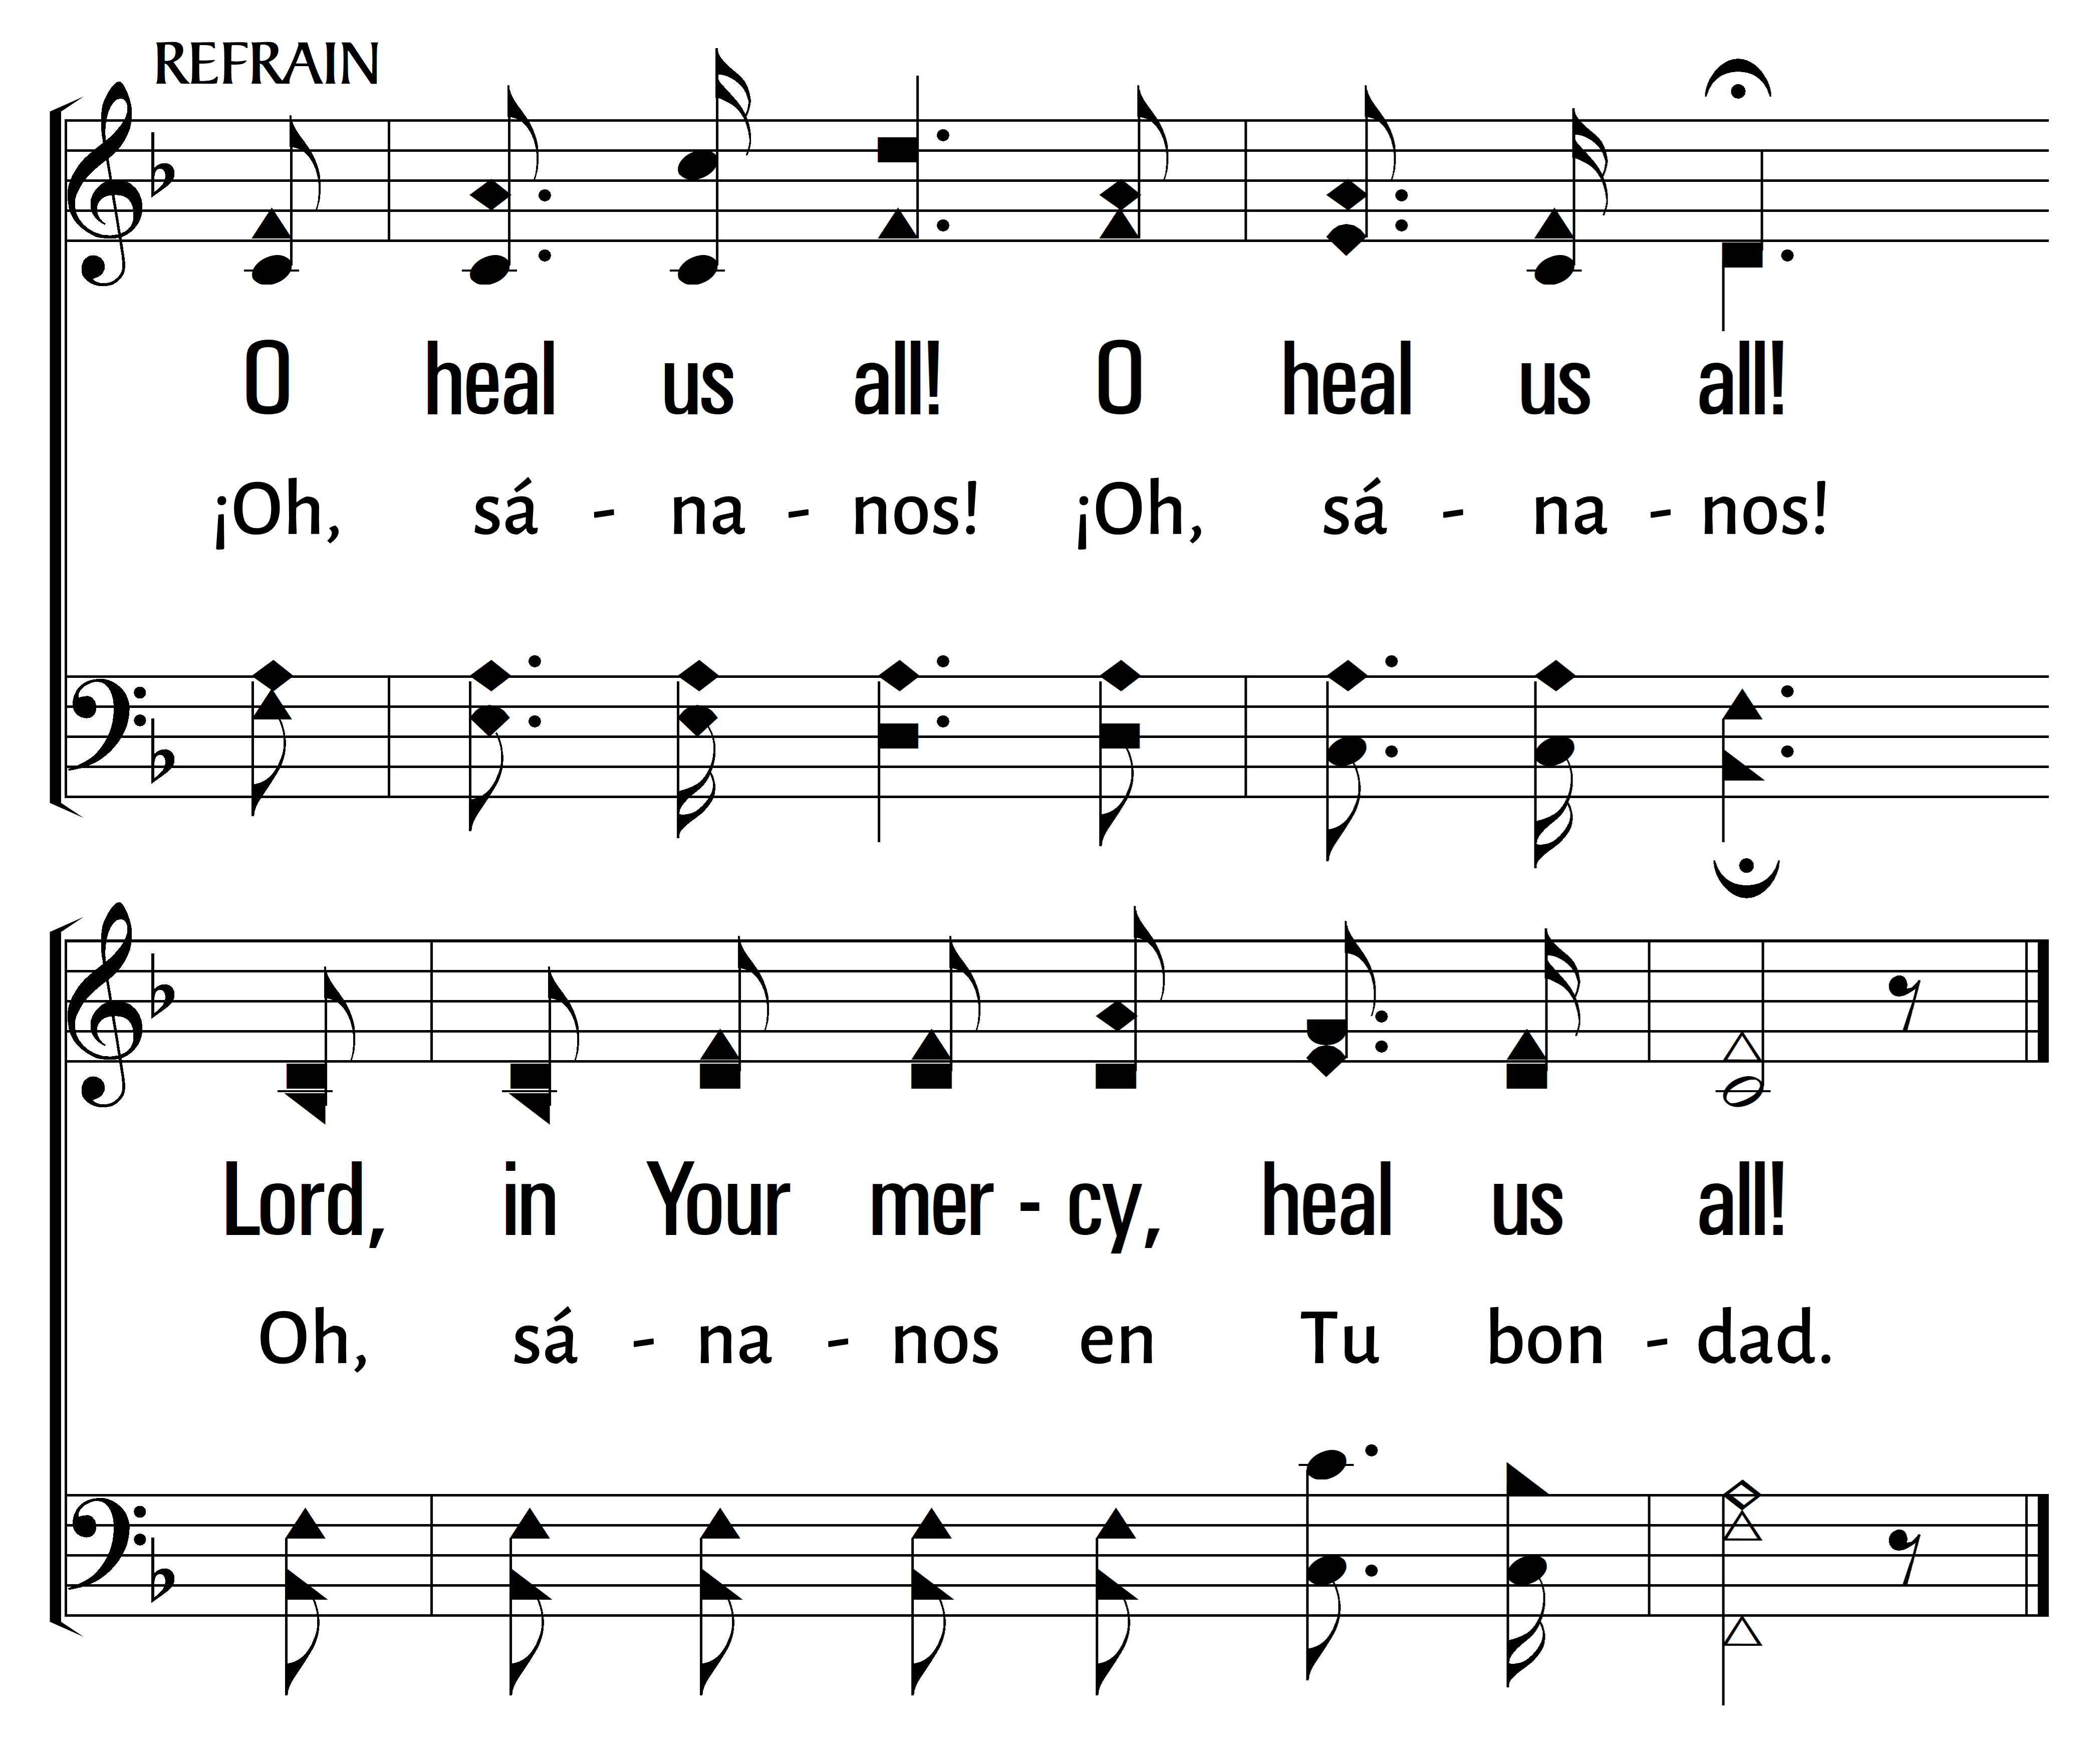 REFRAIN
O heal us all! O heal us all!
¡Oh, sá - na - nos! ¡Oh, sá - na - nos!
Lord, in Your mer - cy, heal us all!
Oh, sá - na - nos en Tu bon - dad.